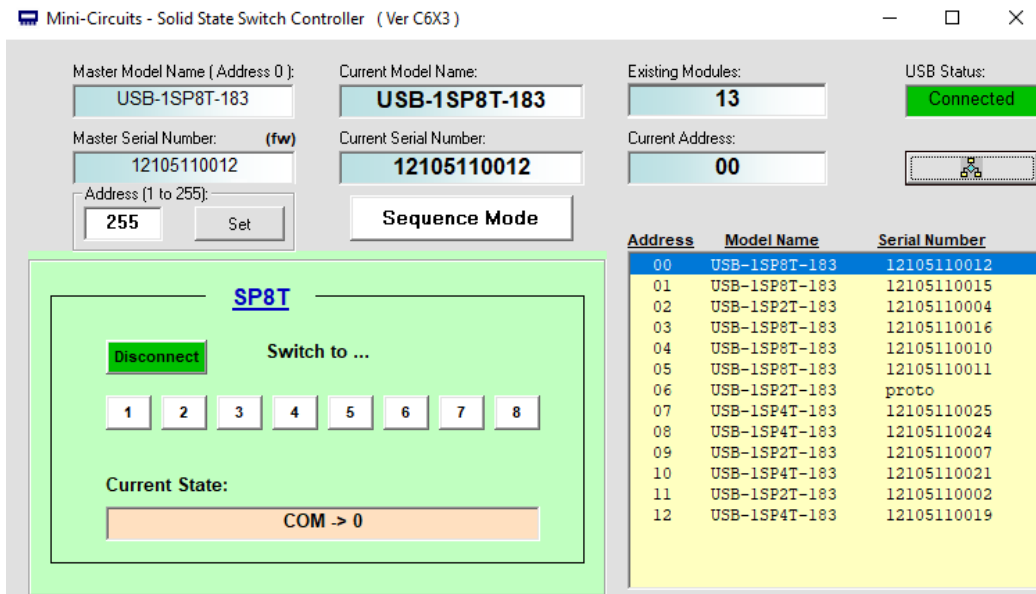 Mini-Circuits - Solid State Switch Controller ( Ver C6X3 )
Master Model Name ( Address 0 ): Current Model Name: Existing Modules: USB Status:
USB-1SP8T-183 USB-1SP8T-183 13 Connected
Master Serial Number: (fw) Current Serial Number: Current Address:
12105110012 12105110012 00
Address (1 to 255):
255 Set Sequence Mode
SP8T
Disconnect Switch to ...
1 2 3 4 5 6 7 8
Current State:
COM -> 0
Address Model Name Serial Number
00 USB-1SP8T-183 12105110012
01 USB-1SP8T-183 12105110015
02 USB-1SP2T-183 12105110004
03 USB-1SP8T-183 12105110016
04 USB-1SP8T-183 12105110010
05 USB-1SP8T-183 12105110011
06 USB-1SP2T-183 proto
07 USB-1SP4T-183 12105110025
08 USB-1SP4T-183 12105110024
09 USB-1SP2T-183 12105110007
10 USB-1SP4T-183 12105110021
11 USB-1SP2T-183 12105110002
12 USB-1SP4T-183 12105110019